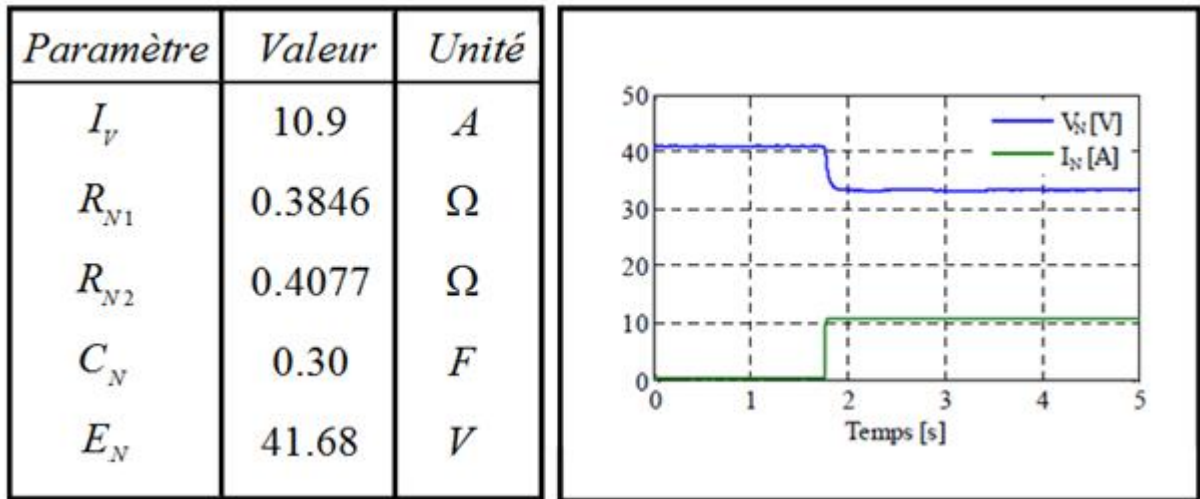 Paramètre Valeur Unité
I_V 10.9 A
R_N1 0.3846 Ω
R_N2 0.4077 Ω
C_N 0.30 F
E_N 41.68 V
50
40
30
20
10
0
V_N [V]
I_N [A]
0 1 2 3 4 5
Temps [s]